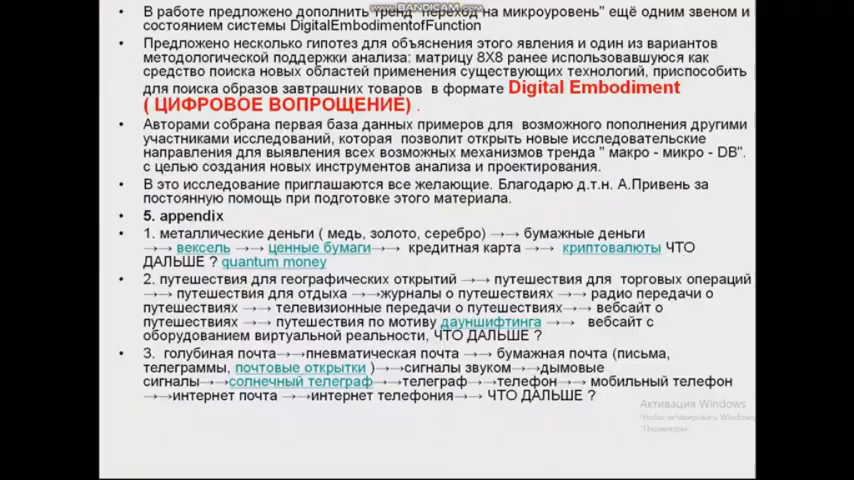 WWW.BANDICAM.COM
• В работе предложено дополнить тренд "переход на микроуровень" ещё одним звеном и
состоянием системы DigitalEmbodimentofFunction
• Предложено несколько гипотез для объяснения этого явления и один из вариантов
методологической поддержки анализа: матрицу 8X8 ранее использовавшуюся как
средство поиска новых областей применения существующих технологий, приспособить
для поиска образов завтрашних товаров в формате Digital Embodiment
( ЦИФРОВОЕ ВОПРОЩЕНИЕ) .
• Авторами собрана первая база данных примеров для возможного пополнения другими
участниками исследований, которая позволит открыть новые исследовательские
направления для выявления всех возможных механизмов тренда " макро - микро - DB".
с целью создания новых инструментов анализа и проектирования.
• В это исследование приглашаются все желающие. Благодарю д.т.н. А.Привень за
постоянную помощь при подготовке этого материала.
• 5. appendix
• 1. металлические деньги ( медь, золото, серебро) →→ бумажные деньги
→→ вексель →→ ценные бумаги→→ кредитная карта →→ криптовалюты ЧТО
ДАЛЬШЕ ? quantum money
• 2. путешествия для географических открытий →→ путешествия для торговых операций
→→ путешествия для отдыха →→журналы о путешествиях →→ радио передачи о
путешествиях →→ телевизионные передачи о путешествиях→→ вебсайт о
путешествиях →→ путешествия по мотиву дауншифтинга →→ вебсайт с
оборудованием виртуальной реальности, ЧТО ДАЛЬШЕ ?
• 3. голубиная почта→→пневматическая почта →→ бумажная почта (письма,
телеграммы, почтовые открытки )→→сигналы звуком→→дымовые
сигналы→→солнечный телеграф→→телеграф→→телефон→→ мобильный телефон
→→интернет почта →→интернет телефония→→ ЧТО ДАЛЬШЕ ?
Активация Windows
Чтобы активировать Windows
"Параметры